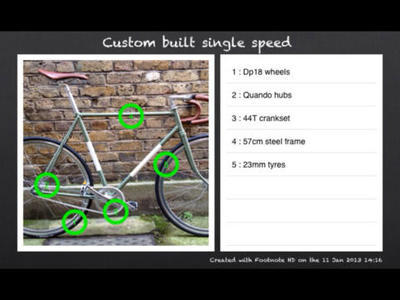 Custom built single speed
1 : Dp18 wheels
2 : Quando hubs
3 : 44T crankset
4 : 57cm steel frame
5 : 23mm tyres
Created with Footnote HD on the 11 Jan 2013 14:16